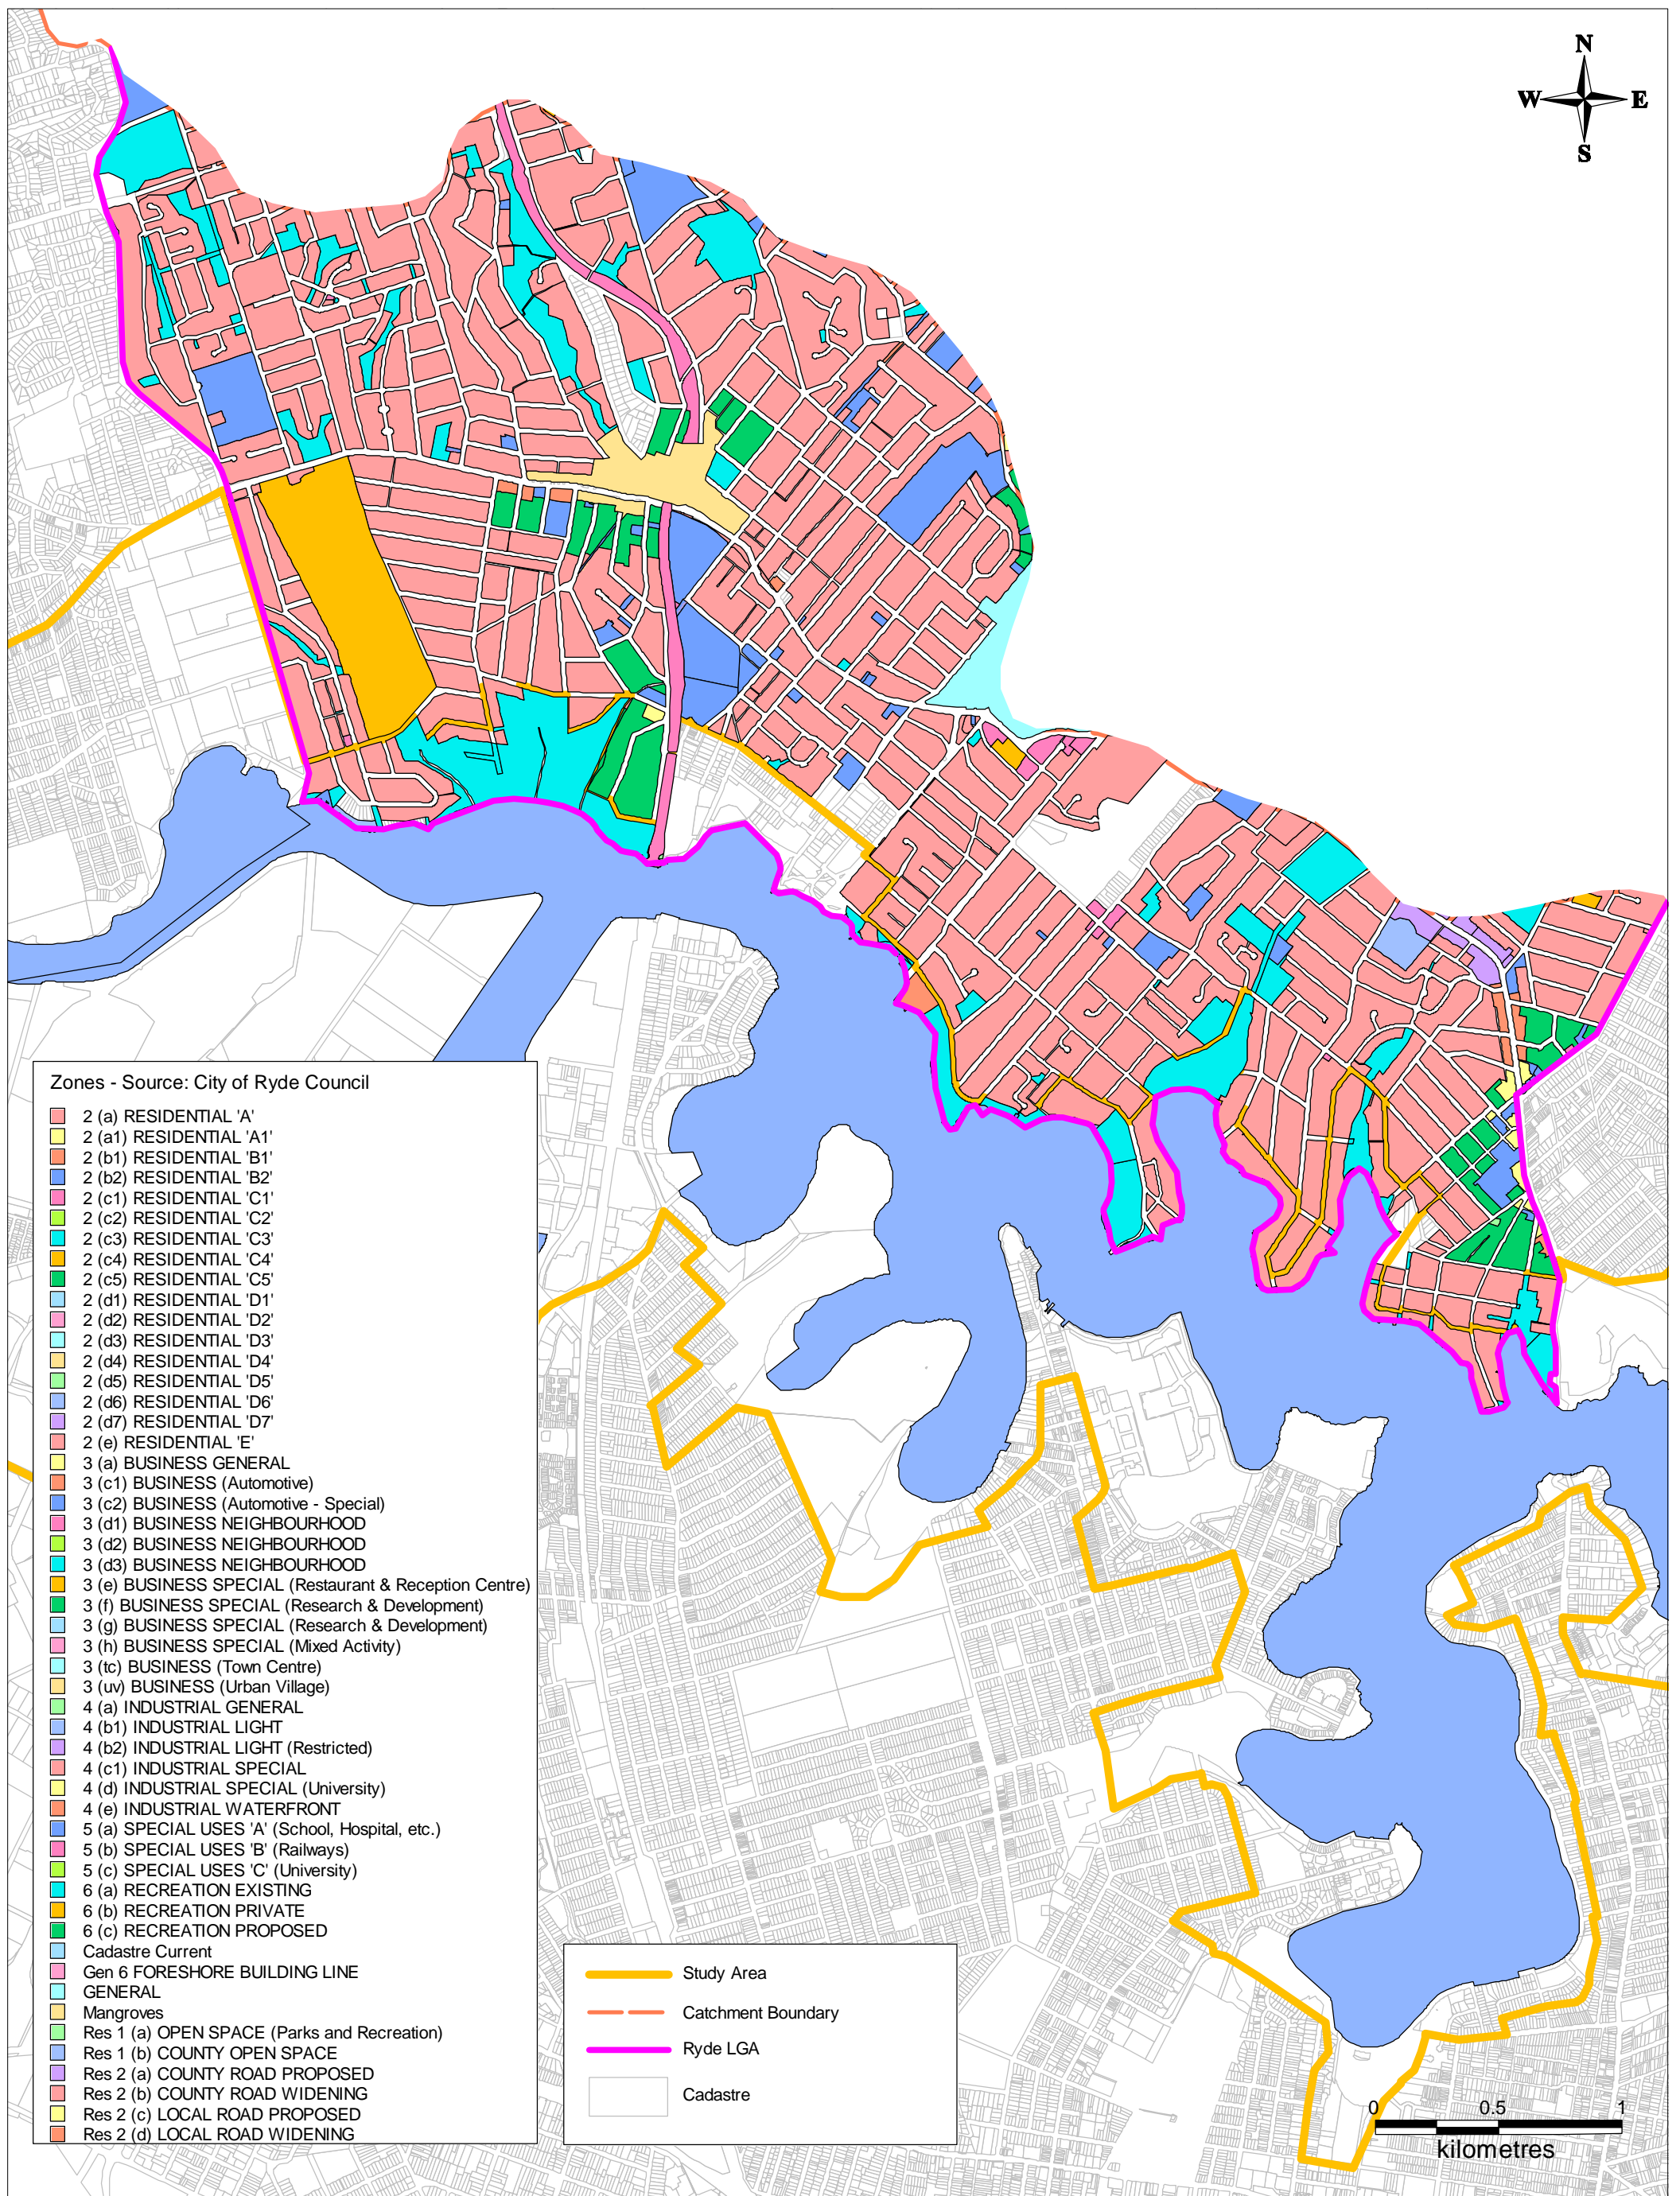 N
W E
S
Zones - Source: City of Ryde Council
2 (a) RESIDENTIAL 'A'
2 (a1) RESIDENTIAL 'A1'
2 (b1) RESIDENTIAL 'B1'
2 (b2) RESIDENTIAL 'B2'
2 (c1) RESIDENTIAL 'C1'
2 (c2) RESIDENTIAL 'C2'
2 (c3) RESIDENTIAL 'C3'
2 (c4) RESIDENTIAL 'C4'
2 (c5) RESIDENTIAL 'C5'
2 (d1) RESIDENTIAL 'D1'
2 (d2) RESIDENTIAL 'D2'
2 (d3) RESIDENTIAL 'D3'
2 (d4) RESIDENTIAL 'D4'
2 (d5) RESIDENTIAL 'D5'
2 (d6) RESIDENTIAL 'D6'
2 (d7) RESIDENTIAL 'D7'
2 (e) RESIDENTIAL 'E'
3 (a) BUSINESS GENERAL
3 (c1) BUSINESS (Automotive)
3 (c2) BUSINESS (Automotive - Special)
3 (d1) BUSINESS NEIGHBOURHOOD
3 (d2) BUSINESS NEIGHBOURHOOD
3 (d3) BUSINESS NEIGHBOURHOOD
3 (e) BUSINESS SPECIAL (Restaurant & Reception Centre)
3 (f) BUSINESS SPECIAL (Research & Development)
3 (g) BUSINESS SPECIAL (Research & Development)
3 (h) BUSINESS SPECIAL (Mixed Activity)
3 (tc) BUSINESS (Town Centre)
3 (uv) BUSINESS (Urban Village)
4 (a) INDUSTRIAL GENERAL
4 (b1) INDUSTRIAL LIGHT
4 (b2) INDUSTRIAL LIGHT (Restricted)
4 (c1) INDUSTRIAL SPECIAL
4 (d) INDUSTRIAL SPECIAL (University)
4 (e) INDUSTRIAL WATERFRONT
5 (a) SPECIAL USES 'A' (School, Hospital, etc.)
5 (b) SPECIAL USES 'B' (Railways)
5 (c) SPECIAL USES 'C' (University)
6 (a) RECREATION EXISTING
6 (b) RECREATION PRIVATE
6 (c) RECREATION PROPOSED
Cadastre Current
Gen 6 FORESHORE BUILDING LINE
GENERAL
Mangroves
Res 1 (a) OPEN SPACE (Parks and Recreation)
Res 1 (b) COUNTY OPEN SPACE
Res 2 (a) COUNTY ROAD PROPOSED
Res 2 (b) COUNTY ROAD WIDENING
Res 2 (c) LOCAL ROAD PROPOSED
Res 2 (d) LOCAL ROAD WIDENING
Study Area
Catchment Boundary
Ryde LGA
Cadastre
0 0.5 1
kilometres